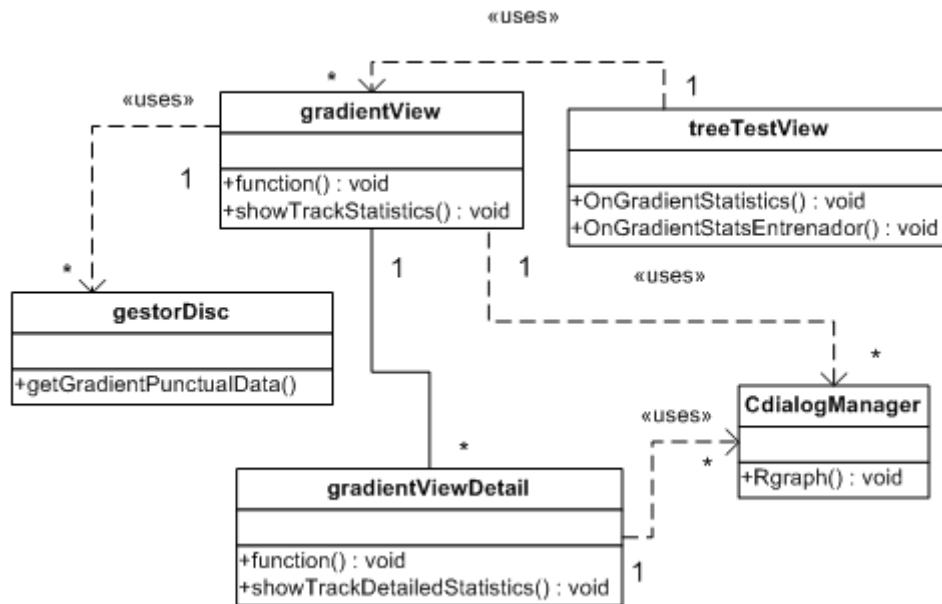 «uses»
*
1
«uses»
gradientView
treeTestView
1
+function() : void
+showTrackStatistics() : void
+OnGradientStatistics() : void
+OnGradientStatsEntrenador() : void
*
1
1
«uses»
gestorDisc
+getGradientPunctualData()
*
CdialogManager
«uses»
*
*
+Rgraph() : void
gradientViewDetail
+function() : void
+showTrackDetailedStatistics() : void
1